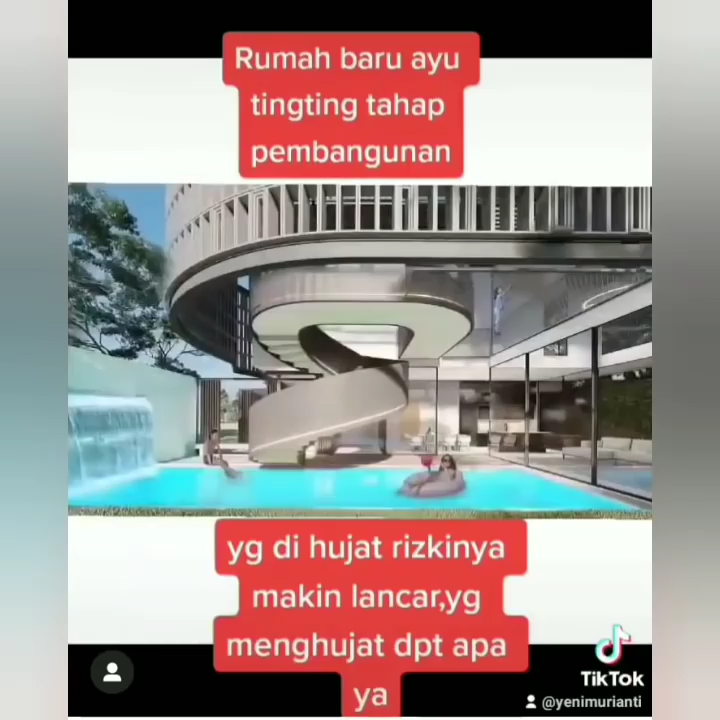 Rumah baru ayu
tingting tahap
pembangunan
yg di hujat rizkinya
makin lancar,yg
menghujat dpt apa
ya
TikTok
@yenimurianti